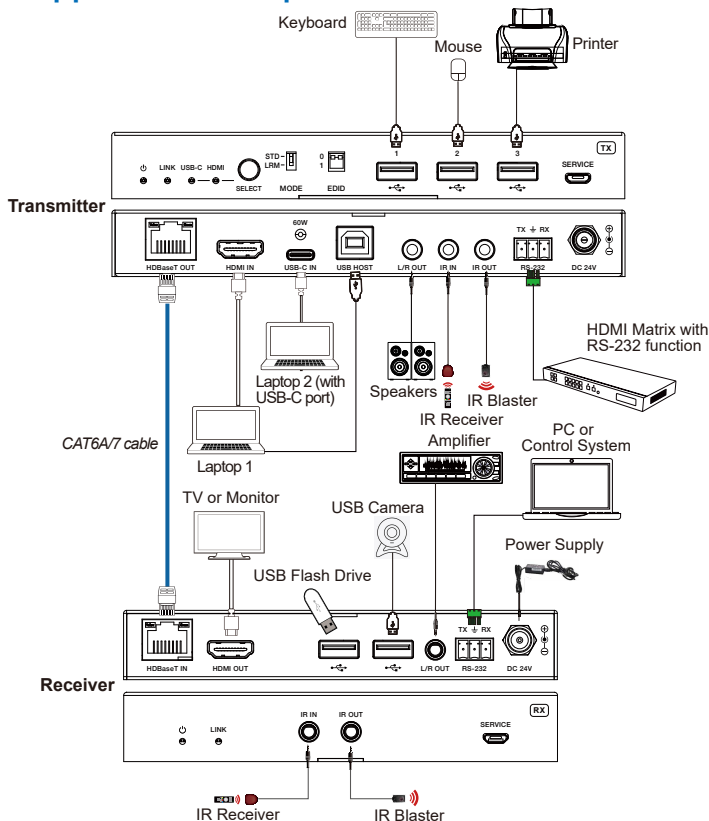 Keyboard
Mouse
Printer
1 2 3
TX
STD
LRM
0
1
LINK USB-C HDMI
SELECT MODE EDID
SERVICE
Transmitter
60W
TX RX
HDBaseT OUT HDMI IN USB-C IN USB HOST L/R OUT IR IN IR OUT RS-232 DC 24V
HDMI Matrix with
RS-232 function
Laptop 2 (with
USB-C port)
Speakers
IR Blaster
IR Receiver
Amplifier
PC or
Control System
CAT6A/7 cable
Laptop 1
TV or Monitor
USB Camera
Power Supply
USB Flash Drive
TX RX
HDBaseT IN HDMI OUT L/R OUT RS-232 DC 24V
Receiver
RX
LINK
IR IN IR OUT
SERVICE
IR Receiver
IR Blaster